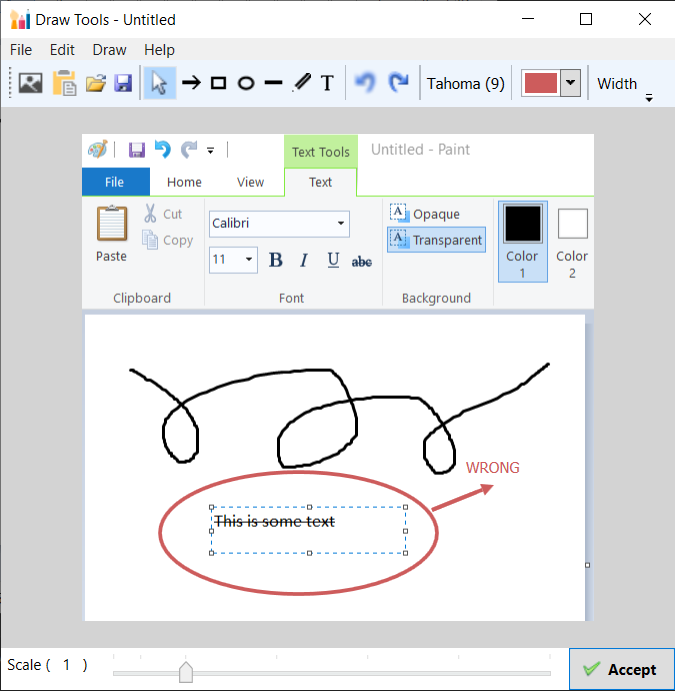 Draw Tools - Untitled
File Edit Draw Help
T Tahoma (9) Width
Text Tools Untitled - Paint
File Home View Text
Paste
Cut
Copy
Clipboard
Calibri
11 B I U abc
Font
A Opaque
A Transparent
Background
Color 1
Color 2
WRONG
This is some text
Scale ( 1 )
Accept